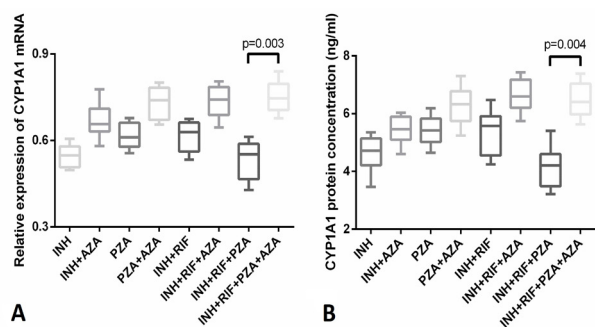 Relative expression of CYP1A1 mRNA
0.9
0.6
0.3
p=0.003
INH
INH+AZA
PZA
PZA+AZA
INH+RIF
INH+RIF+AZA
INH+RIF+PZA
INH+RIF+PZA+AZA
A
CYP1A1 protein concentration (ng/ml)
8
6
4
2
p=0.004
INH
INH+AZA
PZA
PZA+AZA
INH+RIF
INH+RIF+AZA
INH+RIF+PZA
INH+RIF+PZA+AZA
B